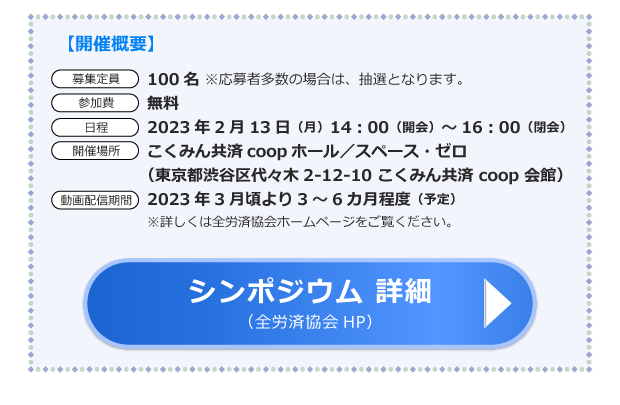 【開催概要】
募集定員 100名 ※応募者多数の場合は、抽選となります。
参加費 無料
日程 2023年2月13日（月）14：00（開会）～16：00（閉会）
開催場所 こくみん共済 coop ホール／スペース・ゼロ
（東京都渋谷区代々木 2-12-10 こくみん共済 coop 会館）
動画配信期間 2023年3月頃より3～6カ月程度（予定）
※詳しくは全労済協会ホームページをご覧ください。
シンポジウム 詳細
（全労済協会 HP）